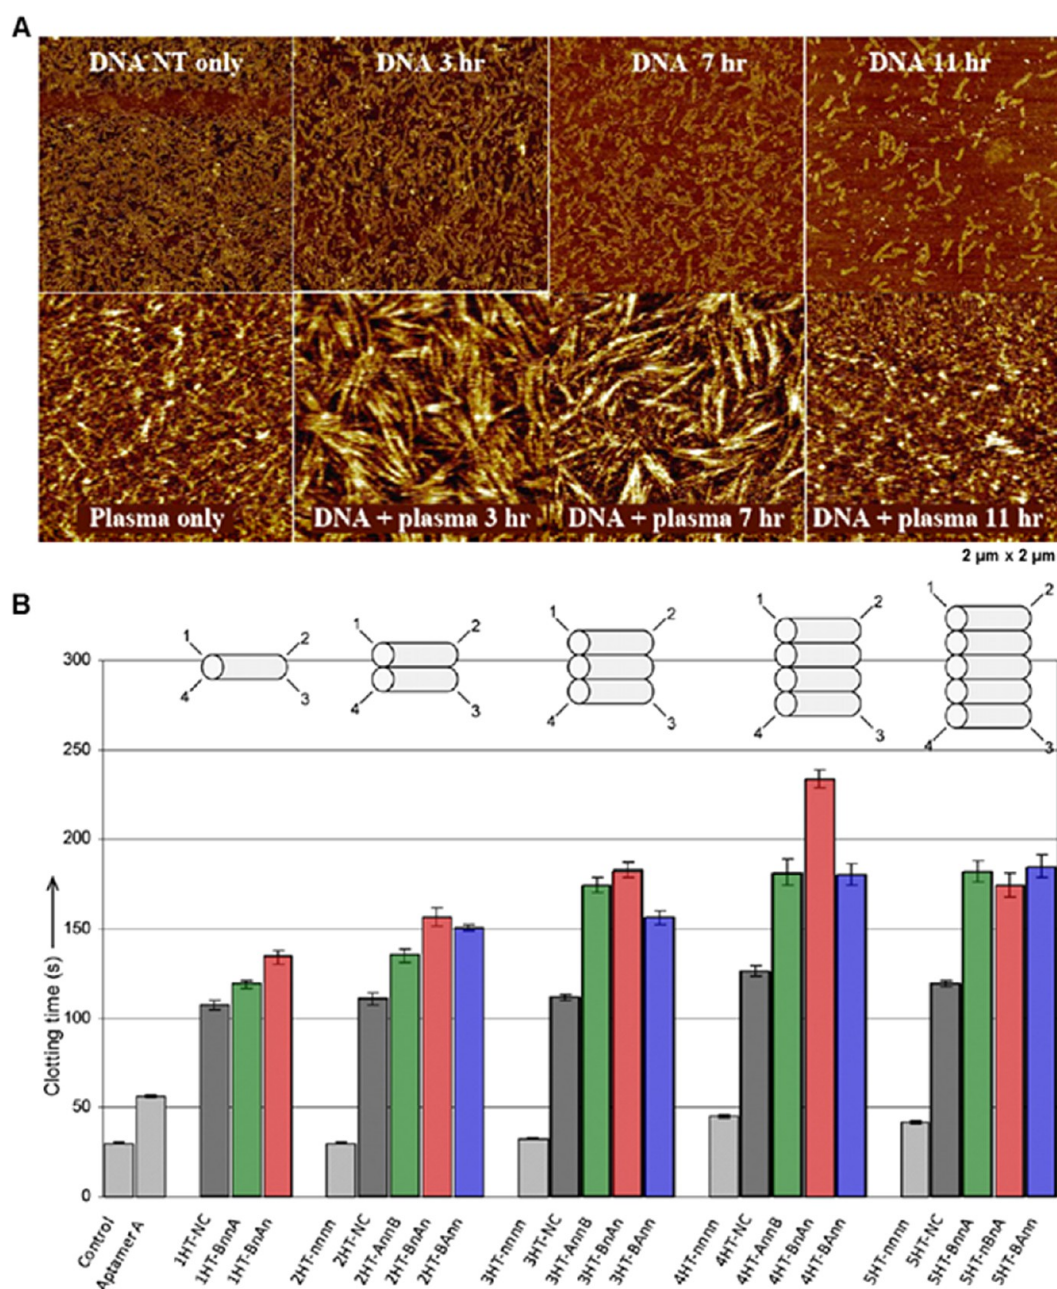 A
DNA NT only
DNA 3 hr
DNA 7 hr
DNA 11 hr
Plasma only
DNA + plasma 3 hr
DNA + plasma 7 hr
DNA + plasma 11 hr
2 µm x 2 µm
B
1 2 4 3
1 2 4 3
1 2 4 3
1 2 4 3
1 2 4 3
300
250
200
150
100
50
0
Clotting time (s)
Control
Aptamer A
1HT-NC
1HT-BnnA
1HT-BnAn
2HT-nnnn
2HT-NC
2HT-AnnB
2HT-BnAn
2HT-BAnn
3HT-nnnn
3HT-NC
3HT-AnnB
3HT-BnAn
3HT-BAnn
4HT-nnnn
4HT-NC
4HT-AnnB
4HT-BnAn
4HT-BAnn
5HT-nnnn
5HT-NC
5HT-BnnA
5HT-nBnA
5HT-BAnn